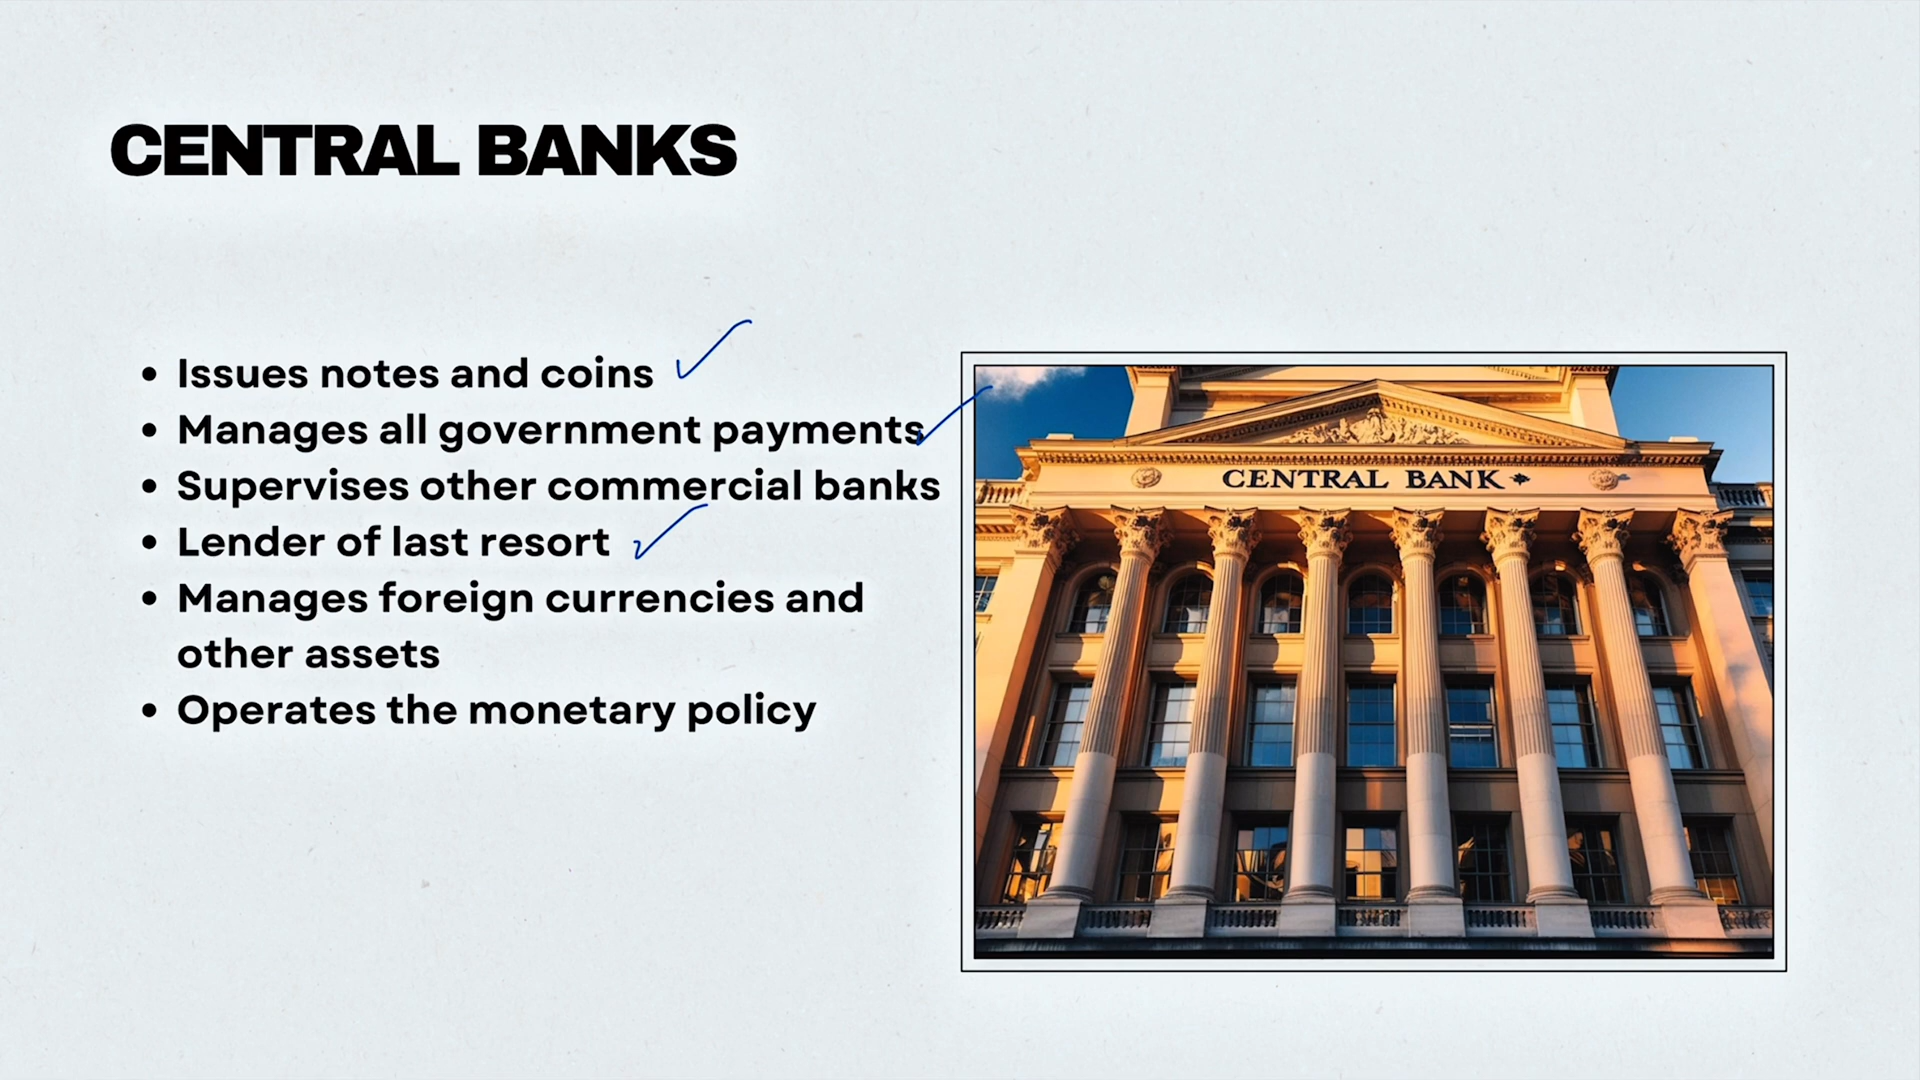 CENTRAL BANKS
• Issues notes and coins
• Manages all government payments
• Supervises other commercial banks
• Lender of last resort
• Manages foreign currencies and
other assets
• Operates the monetary policy
CENTRAL BANK